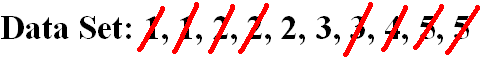 Data Set: 1, 1, 2, 2, 2, 3, 3, 4, 5, 5